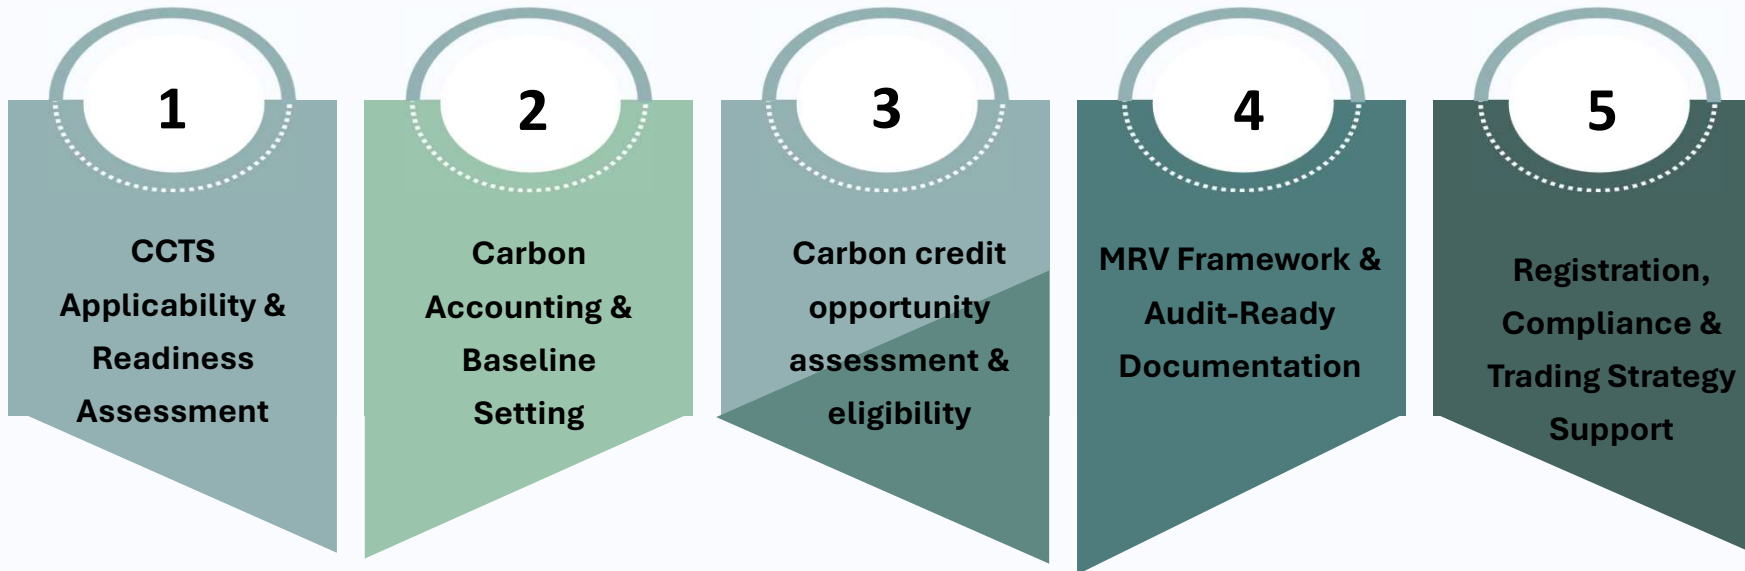 1
CCTS
Applicability &
Readiness
Assessment
2
Carbon
Accounting &
Baseline
Setting
3
Carbon credit
opportunity
assessment &
eligibility
4
MRV Framework &
Audit-Ready
Documentation
5
Registration,
Compliance &
Trading Strategy
Support